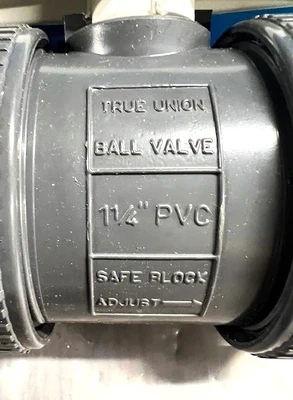 TRUE UNION
BALL VALVE
1¼" PVC
SAFE BLOCK
ADJUST →